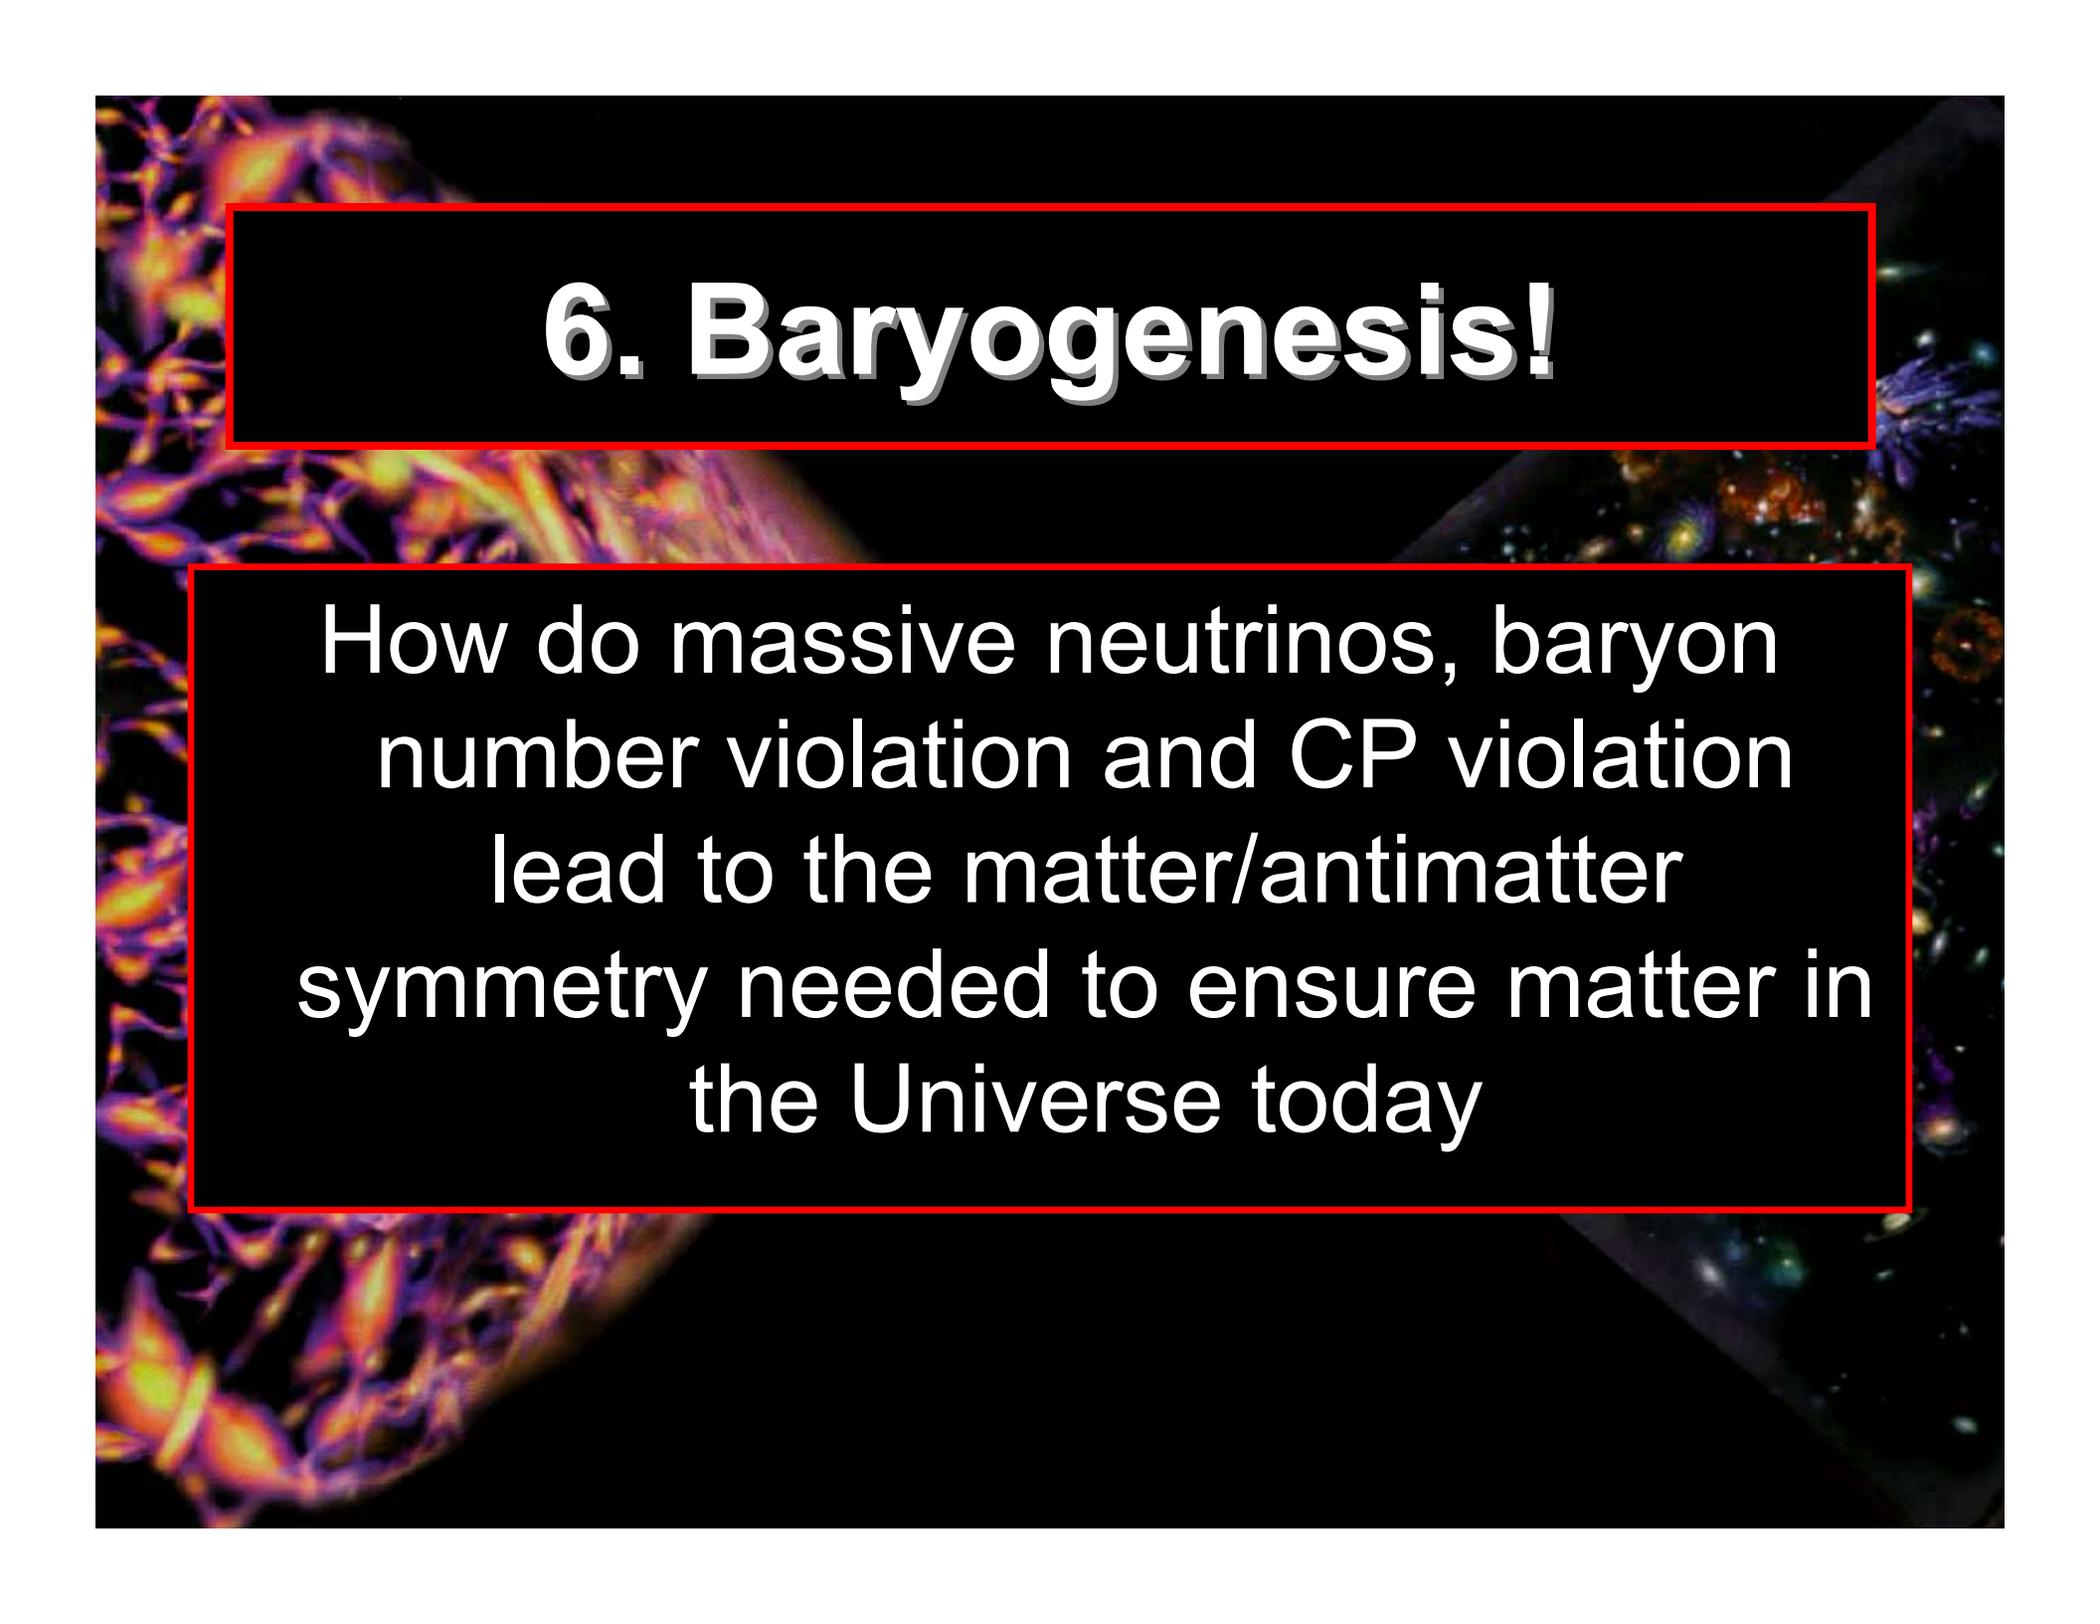 6. Baryogenesis!
How do massive neutrinos, baryon
number violation and CP violation
lead to the matter/antimatter
symmetry needed to ensure matter in
the Universe today